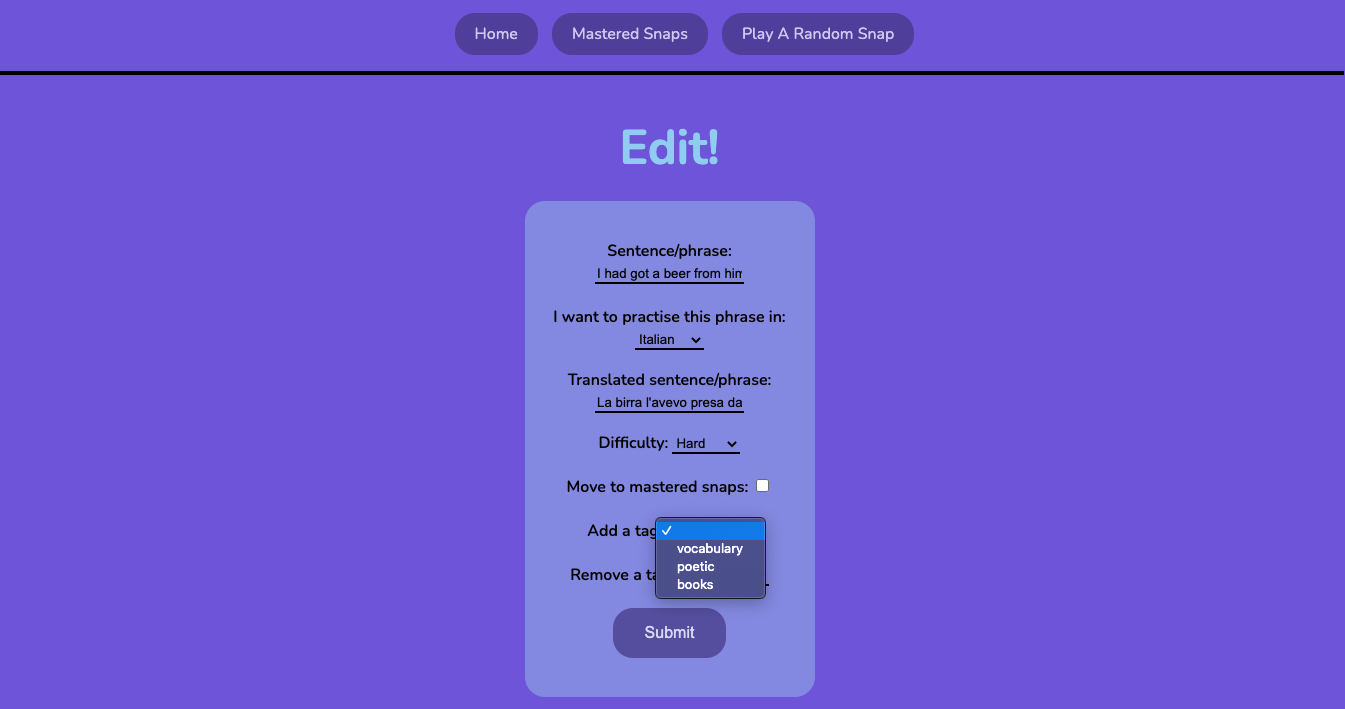 Home Mastered Snaps Play A Random Snap
Edit!
Sentence/phrase:
I had got a beer from him
I want to practise this phrase in:
Italian
Translated sentence/phrase:
La birra l'avevo presa da
Difficulty: Hard
Move to mastered snaps:
Add a tag
vocabulary
poetic
books
Remove a ta
Submit